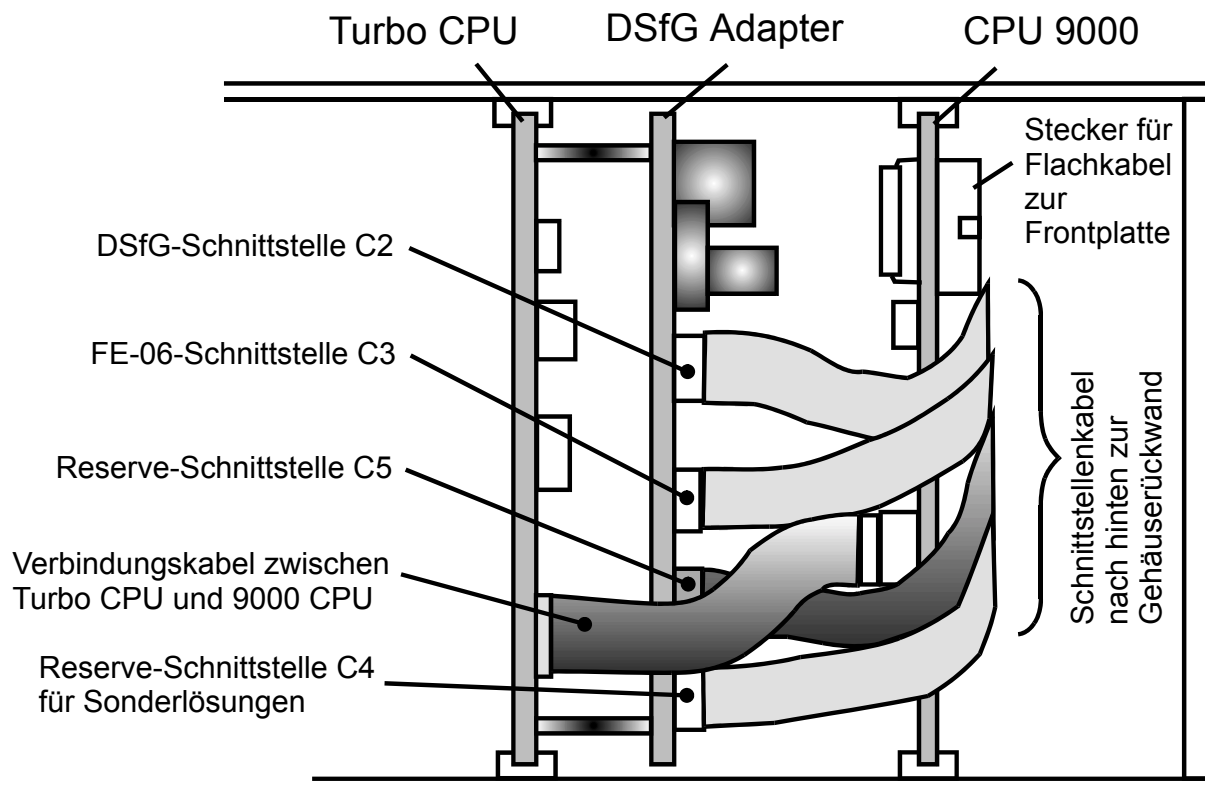 Turbo CPU
DSfG Adapter
CPU 9000
Stecker für
Flachkabel
zur
Frontplatte
DSfG-Schnittstelle C2
FE-06-Schnittstelle C3
Reserve-Schnittstelle C5
Verbindungskabel zwischen
Turbo CPU und 9000 CPU
Reserve-Schnittstelle C4
für Sonderlösungen
Schnittstellenkabel
nach hinten zur
Gehäuserückwand